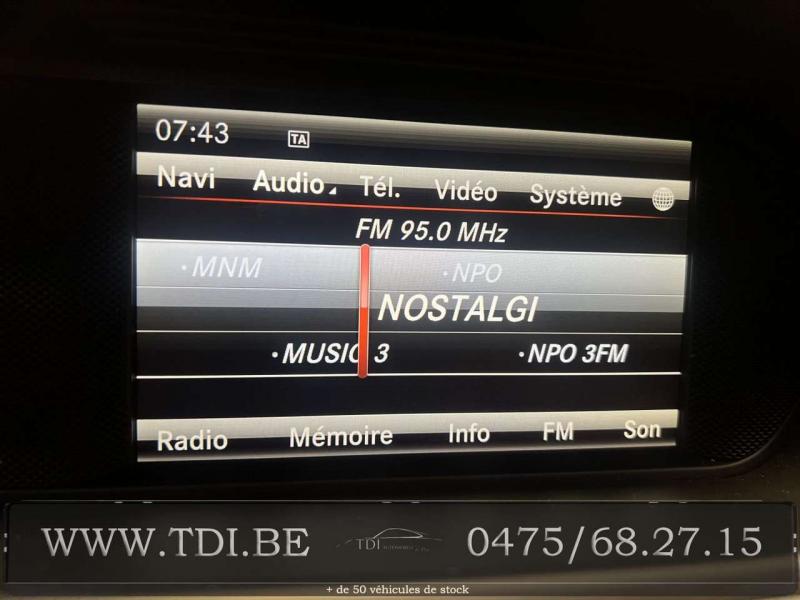 07:43 TA
Navi Audio Tél. Vidéo Système
FM 95.0 MHz
·MNM ·NPO
NOSTALGI
·MUSIC 3 ·NPO 3FM
Radio Mémoire Info FM Son
WWW.TDI.BE TDI 0475/68.27.15
+ de 50 véhicules de stock